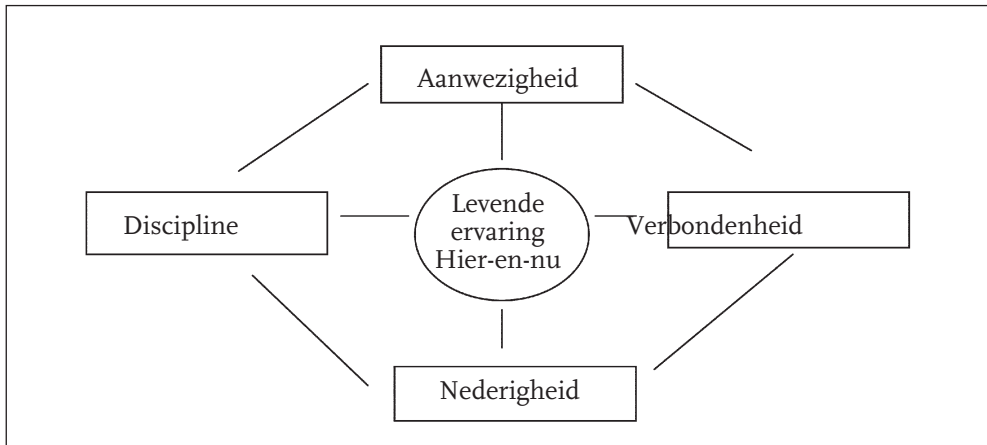 Aanwezigheid
Discipline
Levende
ervaring
Hier-en-nu
Verbondenheid
Nederigheid